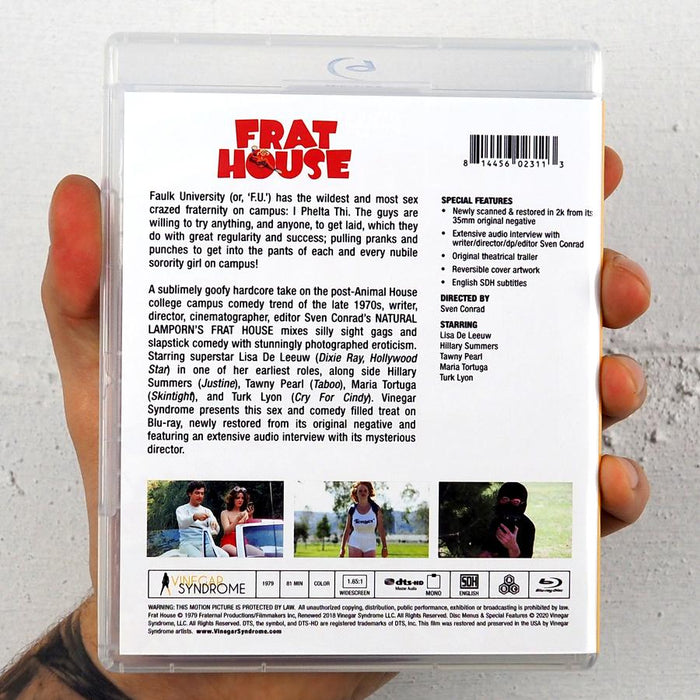 FRAT
HOUSE
8 14456 02311 3
Faulk University (or, ‘F.U.’) has the wildest and most sex
crazed fraternity on campus: I Phelta Thi. The guys are
willing to try anything, and anyone, to get laid, which they
do with great regularity and success; pulling pranks and
punches to get into the pants of each and every nubile
sorority girl on campus!
A sublimely goofy hardcore take on the post-Animal House
college campus comedy trend of the late 1970s, writer,
director, cinematographer, editor Sven Conrad's NATURAL
LAMPORN'S FRAT HOUSE mixes silly sight gags and
slapstick comedy with stunningly photographed eroticism.
Starring superstar Lisa De Leeuw (Dixie Ray, Hollywood
Star) in one of her earliest roles, along side Hillary
Summers (Justine), Tawny Pearl (Taboo), Maria Tortuga
(Skintight), and Turk Lyon (Cry For Cindy). Vinegar
Syndrome presents this sex and comedy filled treat on
Blu-ray, newly restored from its original negative and
featuring an extensive audio interview with its mysterious
director.
SPECIAL FEATURES
• Newly scanned & restored in 2k from its
35mm original negative
• Extensive audio interview with
writer/director/dp/editor Sven Conrad
• Original theatrical trailer
• Reversible cover artwork
• English SDH subtitles
DIRECTED BY
Sven Conrad
STARRING
Lisa De Leeuw
Hillary Summers
Tawny Pearl
Maria Tortuga
Turk Lyon
VINEGAR
SYNDROME
1979
81 MIN
COLOR
1.65:1
WIDESCREEN
dts-HD
Master Audio
MONO
SDH
ENGLISH
ABC
Blu-ray Disc
WARNING: THIS MOTION PICTURE IS PROTECTED BY LAW. All unauthorized copying, distribution, public performance, exhibition or broadcasting is prohibited by law.
Frat House © 1979 Fraternal Productions/Filmmakers Inc, Renewed 2018 Vinegar Syndrome LLC. All Rights Reserved. Disc Menus & Special Features © 2020 Vinegar
Syndrome, LLC. All Rights Reserved. DTS, the symbol, and DTS-HD are registered trademarks of DTS, Inc. This film was restored and preserved in the USA by Vinegar
Syndrome artists. www.VinegarSyndrome.com